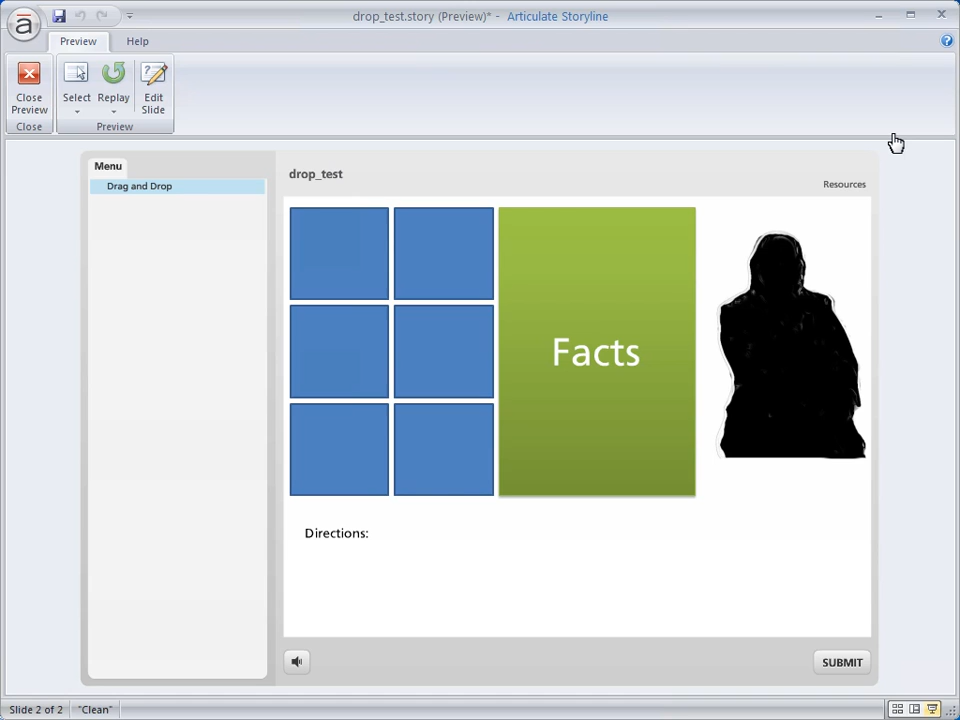 drop_test.story (Preview)* - Articulate Storyline
Preview
Help
Close Preview
Select
Replay
Edit Slide
Close
Preview
Menu
Drag and Drop
drop_test
Resources
Facts
Directions:
SUBMIT
Slide 2 of 2
"Clean"